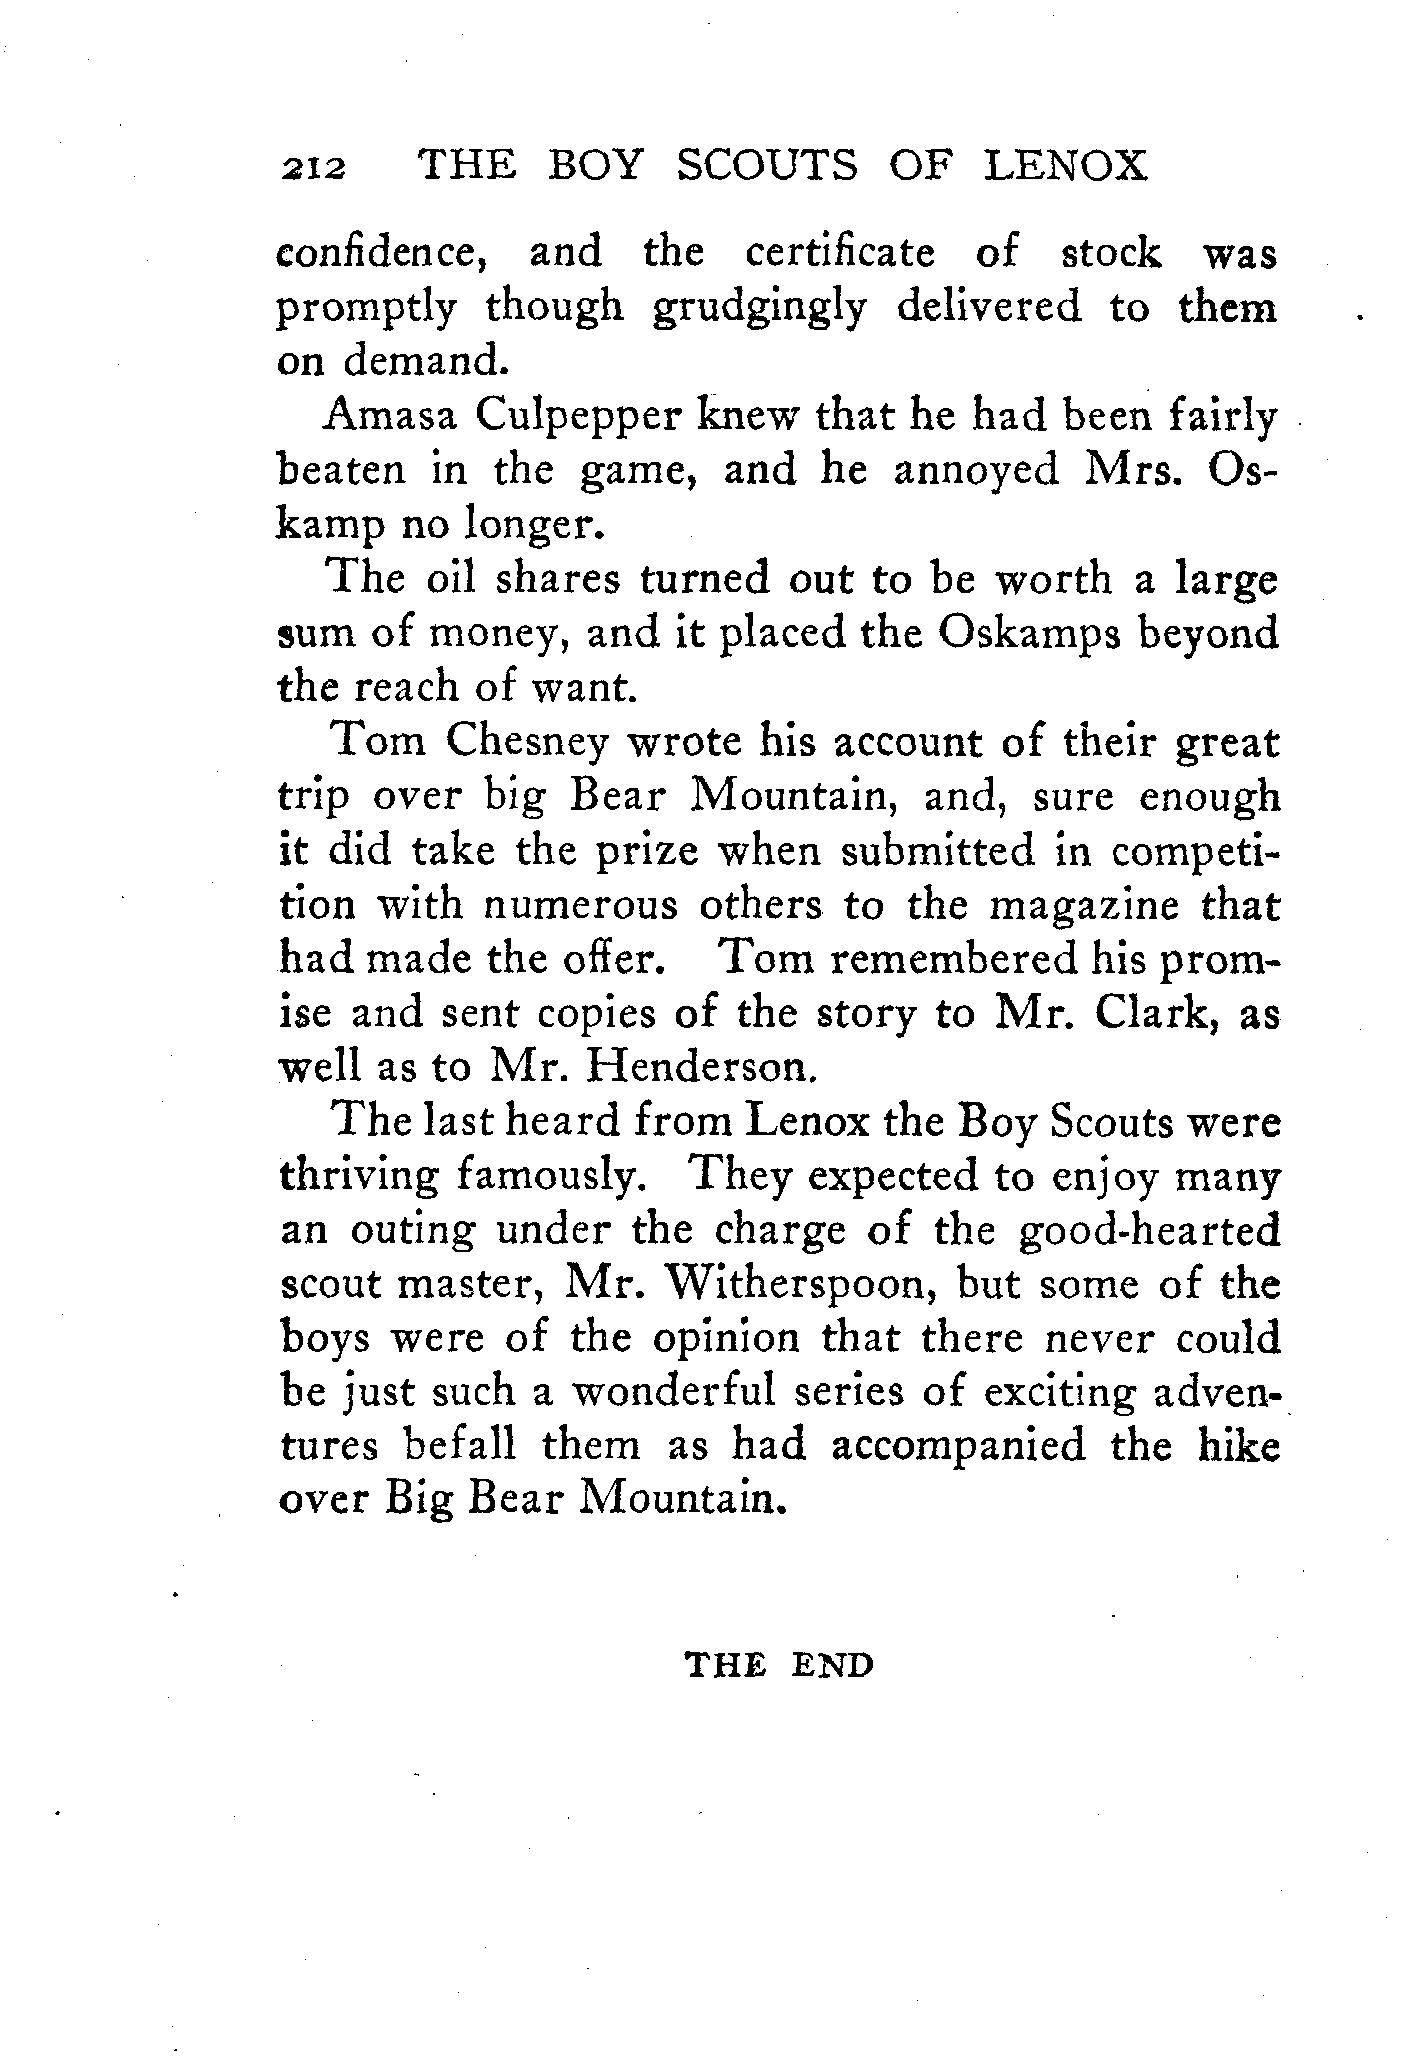 212 THE BOY SCOUTS OF LENOX
confidence, and the certificate of stock was
promptly though grudgingly delivered to them
on demand.
Amasa Culpepper knew that he had been fairly
beaten in the game, and he annoyed Mrs. Os-
kamp no longer.
The oil shares turned out to be worth a large
sum of money, and it placed the Oskamps beyond
the reach of want.
Tom Chesney wrote his account of their great
trip over big Bear Mountain, and, sure enough
it did take the prize when submitted in competi-
tion with numerous others to the magazine that
had made the offer. Tom remembered his prom-
ise and sent copies of the story to Mr. Clark, as
well as to Mr. Henderson.
The last heard from Lenox the Boy Scouts were
thriving famously. They expected to enjoy many
an outing under the charge of the good-hearted
scout master, Mr. Witherspoon, but some of the
boys were of the opinion that there never could
be just such a wonderful series of exciting adven-
tures befall them as had accompanied the hike
over Big Bear Mountain.
THE END